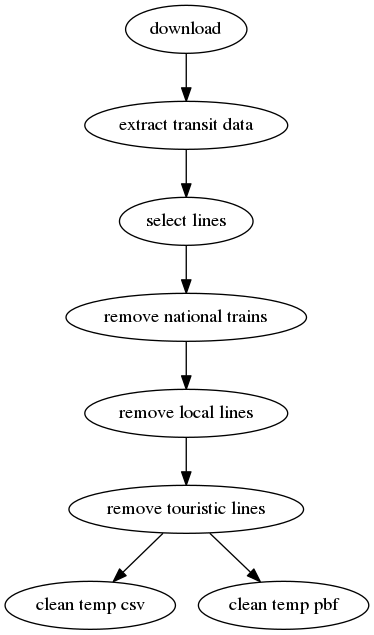 download
extract transit data
select lines
remove national trains
remove local lines
remove touristic lines
clean temp csv
clean temp pbf